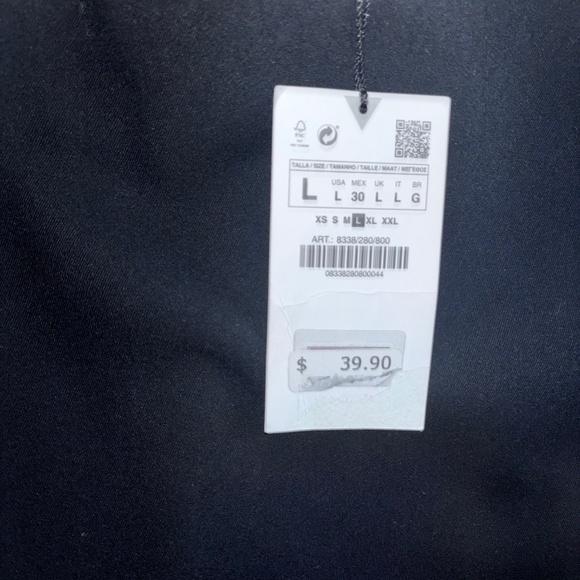 FSC
TALLA / SIZE / TAMANHO / TAILLE / MAAT / ΜΕΓΕΘΟΣ
L
USA MEX UK IT BR
L 30 L L G
XS S M L XL XXL
ART.: 8338/280/800
08338280800044
$ 39.90